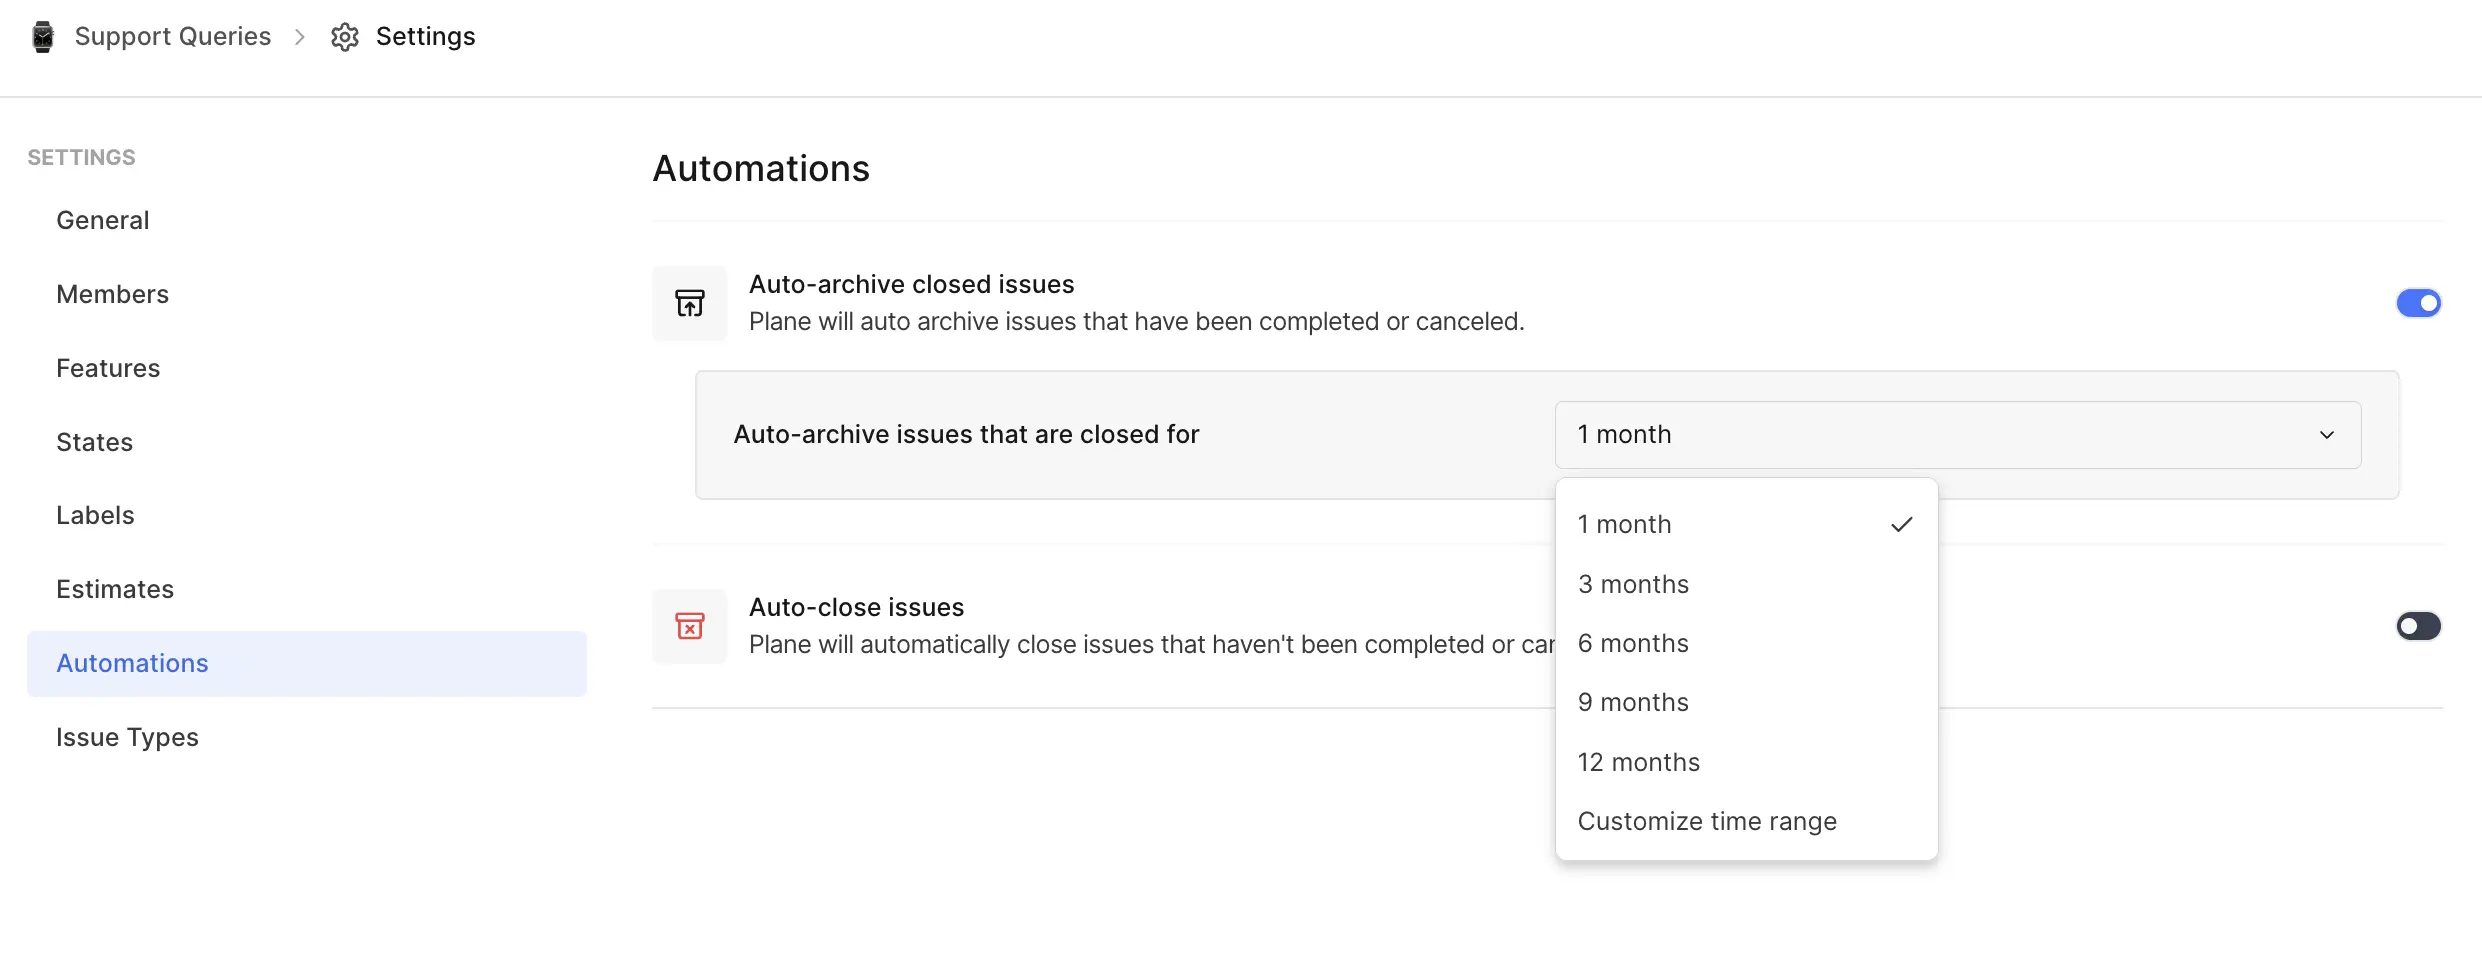 Support Queries
Settings
SETTINGS
General
Members
Features
States
Labels
Estimates
Automations
Issue Types
Automations
Auto-archive closed issues
Plane will auto archive issues that have been completed or canceled.
Auto-archive issues that are closed for
1 month
1 month
3 months
6 months
9 months
12 months
Customize time range
Auto-close issues
Plane will automatically close issues that haven't been completed or